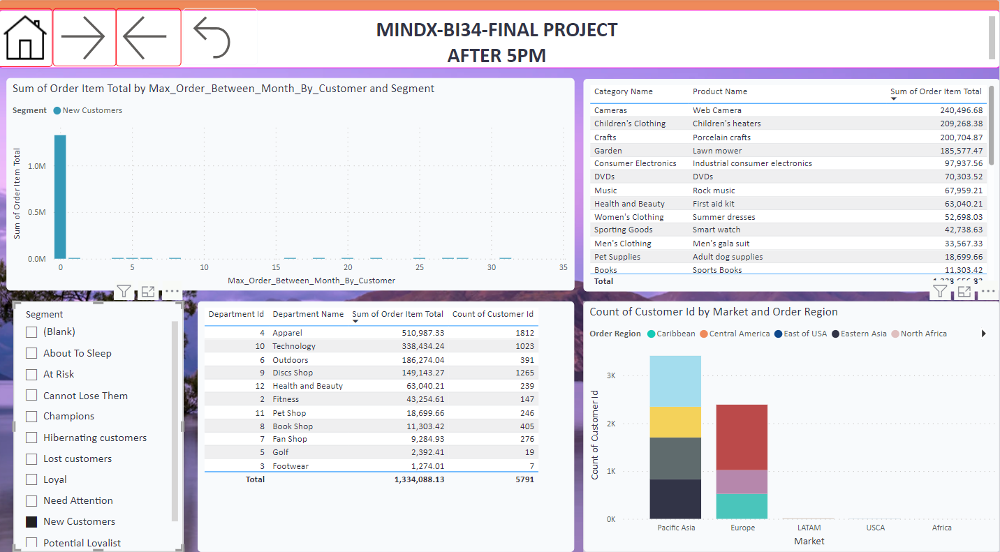 MINDX-BI34-FINAL PROJECT
AFTER 5PM
Sum of Order Item Total by Max_Order_Between_Month_By_Customer and Segment
Segment New Customers
Sum of Order Item Total
1.0M
0.5M
0.0M
0 5 10 15 20 25 30 35
Max_Order_Between_Month_By_Customer
Category Name Product Name Sum of Order Item Total
Cameras Web Camera 240,496.68
Children's Clothing Children's heaters 209,268.38
Crafts Porcelain crafts 200,704.87
Garden Lawn mower 185,577.47
Consumer Electronics Industrial consumer electronics 97,937.56
DVDs DVDs 70,303.52
Music Rock music 67,959.21
Health and Beauty First aid kit 63,040.21
Women's Clothing Summer dresses 52,698.03
Sporting Goods Smart watch 42,738.63
Men's Clothing Men's gala suit 33,567.33
Pet Supplies Adult dog supplies 18,699.66
Books Sports Books 11,303.42
Total
Segment
(Blank)
About To Sleep
At Risk
Cannot Lose Them
Champions
Hibernating customers
Lost customers
Loyal
Need Attention
New Customers
Potential Loyalist
Department Id Department Name Sum of Order Item Total Count of Customer Id
4 Apparel 510,987.33 1812
10 Technology 338,434.24 1023
6 Outdoors 186,274.04 391
9 Discs Shop 149,143.27 1265
12 Health and Beauty 63,040.21 239
2 Fitness 43,254.61 147
11 Pet Shop 18,699.66 246
8 Book Shop 11,303.42 405
7 Fan Shop 9,284.93 276
5 Golf 2,392.41 19
3 Footwear 1,274.01 7
Total 1,334,088.13 5791
Count of Customer Id by Market and Order Region
Order Region Caribbean Central America East of USA Eastern Asia North Africa
Count of Customer Id
3K
2K
1K
0K
Pacific Asia Europe LATAM USCA Africa
Market